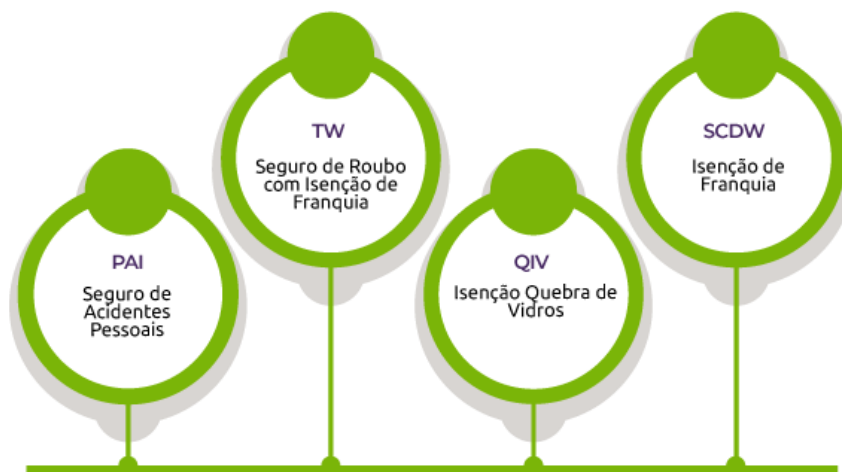 PAI
Seguro de
Acidentes
Pessoais
TW
Seguro de Roubo
com Isenção de
Franquia
QIV
Isenção Quebra de
Vidros
SCDW
Isenção de
Franquia